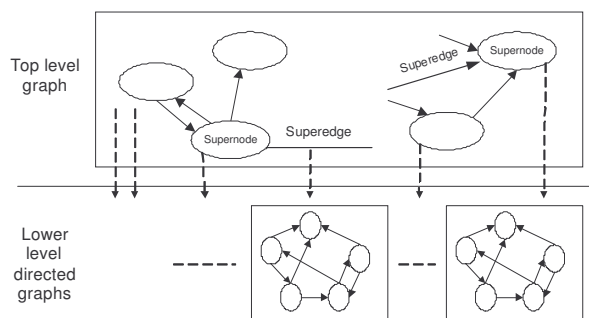 Top level
graph
Supernode
Superedge
Superedge
Supernode
Lower
level
directed
graphs